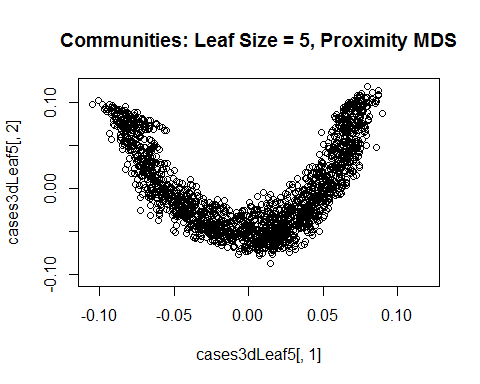 Communities: Leaf Size = 5, Proximity MDS
cases3dLeaf5[, 2]
0.10
0.00
-0.10
-0.10
-0.05
0.00
0.05
0.10
cases3dLeaf5[, 1]